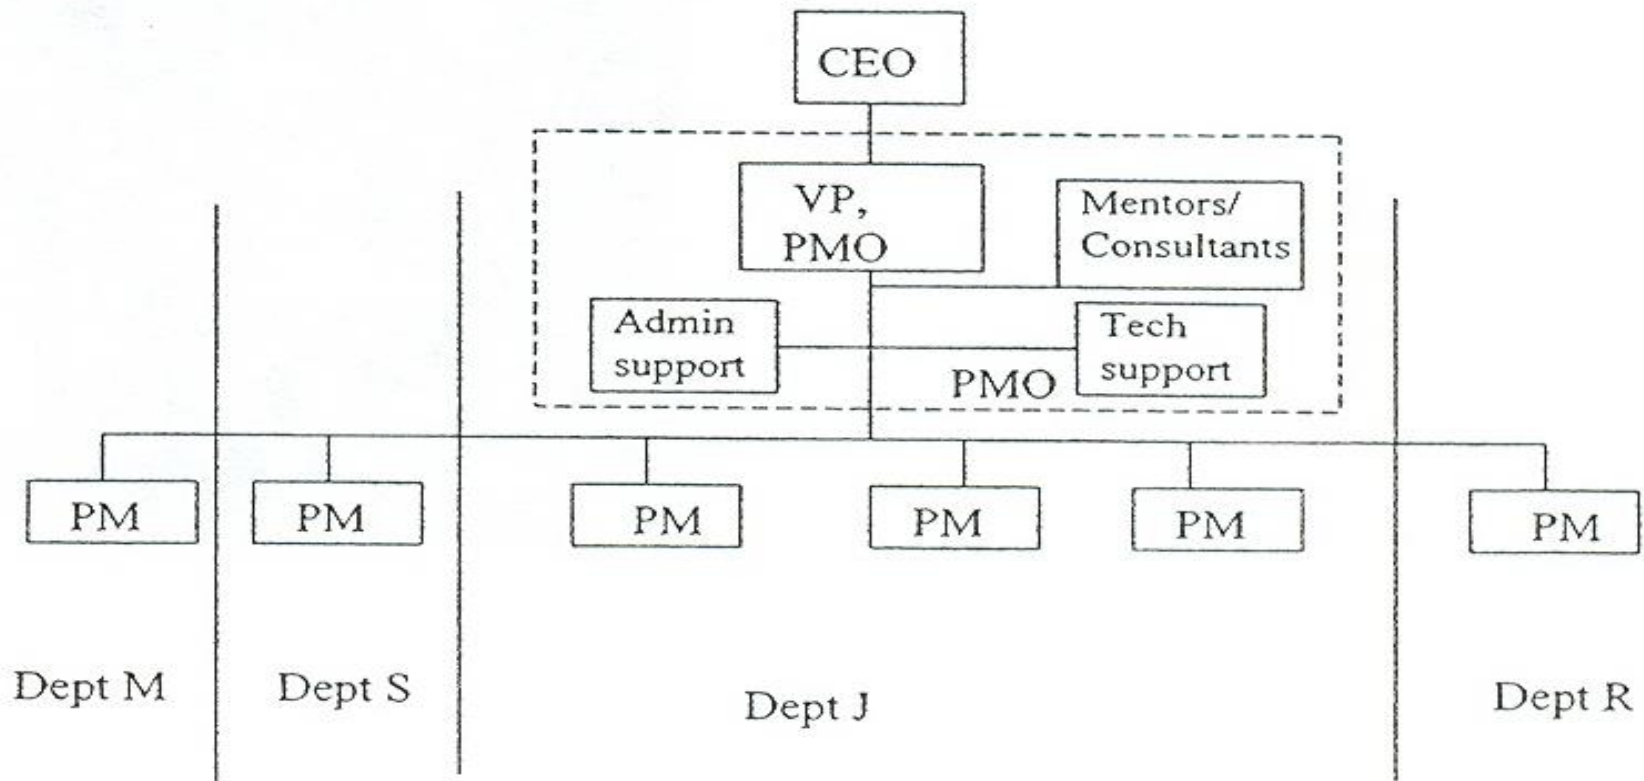 CEO
VP,
PMO
Mentors/
Consultants
Admin
support
Tech
support
PMO
PM
PM
PM
PM
PM
PM
Dept M
Dept S
Dept J
Dept R